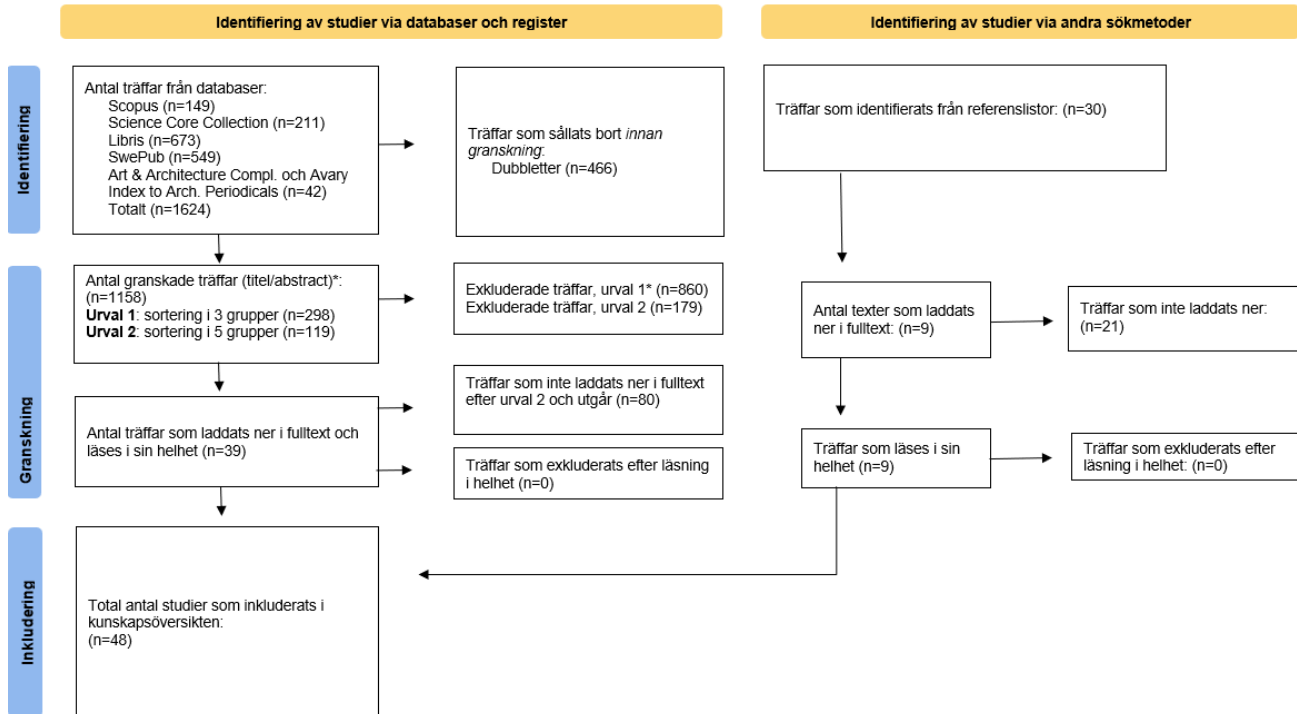 Identifiering av studier via databaser och register
Identifiering av studier via andra sökmetoder
Identifiering
Antal träffar från databaser:
Scopus (n=149)
Science Core Collection (n=211)
Libris (n=673)
SwePub (n=549)
Art & Architecture Compl. och Avary
Index to Arch. Periodicals (n=42)
Totalt (n=1624)
Träffar som sållats bort innan
granskning:
Dubbletter (n=466)
Träffar som identifierats från referenslistor: (n=30)
Granskning
Antal granskade träffar (titel/abstract)*:
(n=1158)
Urval 1: sortering i 3 grupper (n=298)
Urval 2: sortering i 5 grupper (n=119)
Exkluderade träffar, urval 1* (n=860)
Exkluderade träffar, urval 2 (n=179)
Antal texter som laddats
ner i fulltext: (n=9)
Träffar som inte laddats ner:
(n=21)
Antal träffar som laddats ner i fulltext och
läses i sin helhet (n=39)
Träffar som inte laddats ner i fulltext
efter urval 2 och utgår (n=80)
Träffar som exkluderats efter läsning
i helhet (n=0)
Träffar som läses i sin
helhet (n=9)
Träffar som exkluderats efter
läsning i helhet: (n=0)
Inkludering
Total antal studier som inkluderats i
kunskapsöversikten:
(n=48)